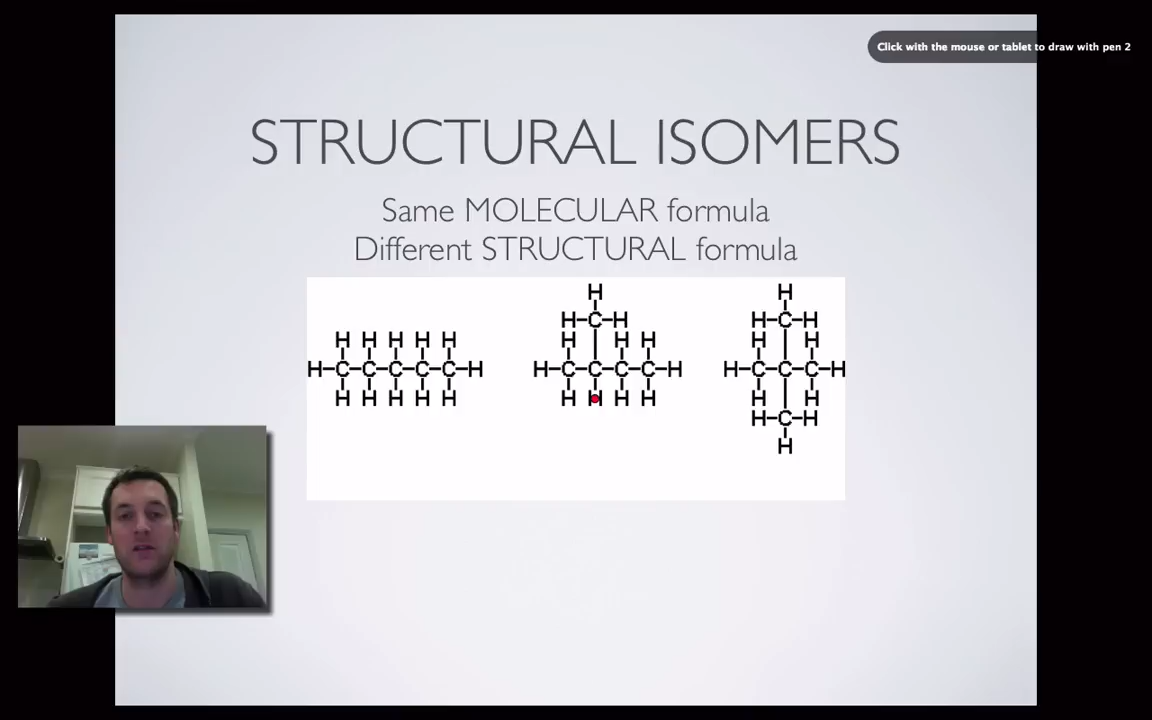 Click with the mouse or tablet to draw with pen 2
STRUCTURAL ISOMERS
Same MOLECULAR formula
Different STRUCTURAL formula
H H
H-C-H H-C-H
H H H H H H H H H H
H-C-C-C-C-C-H H-C-C-C-C-H H-C-C-C-H
H H H H H H H H H H H
H-C-H
H